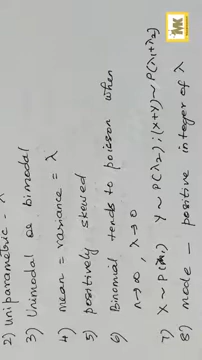 2) uniparametric -
3) Unimodal or bimodal
4) mean = variance = λ
5) positively skewed
6) Binomial tends to poisson when
n→∞, λ→0
7) X ~ P(λ₁) Y ~ P(λ₂) ; (X+Y) ~ P(λ₁+λ₂)
8) mode - positive integer of λ
MK